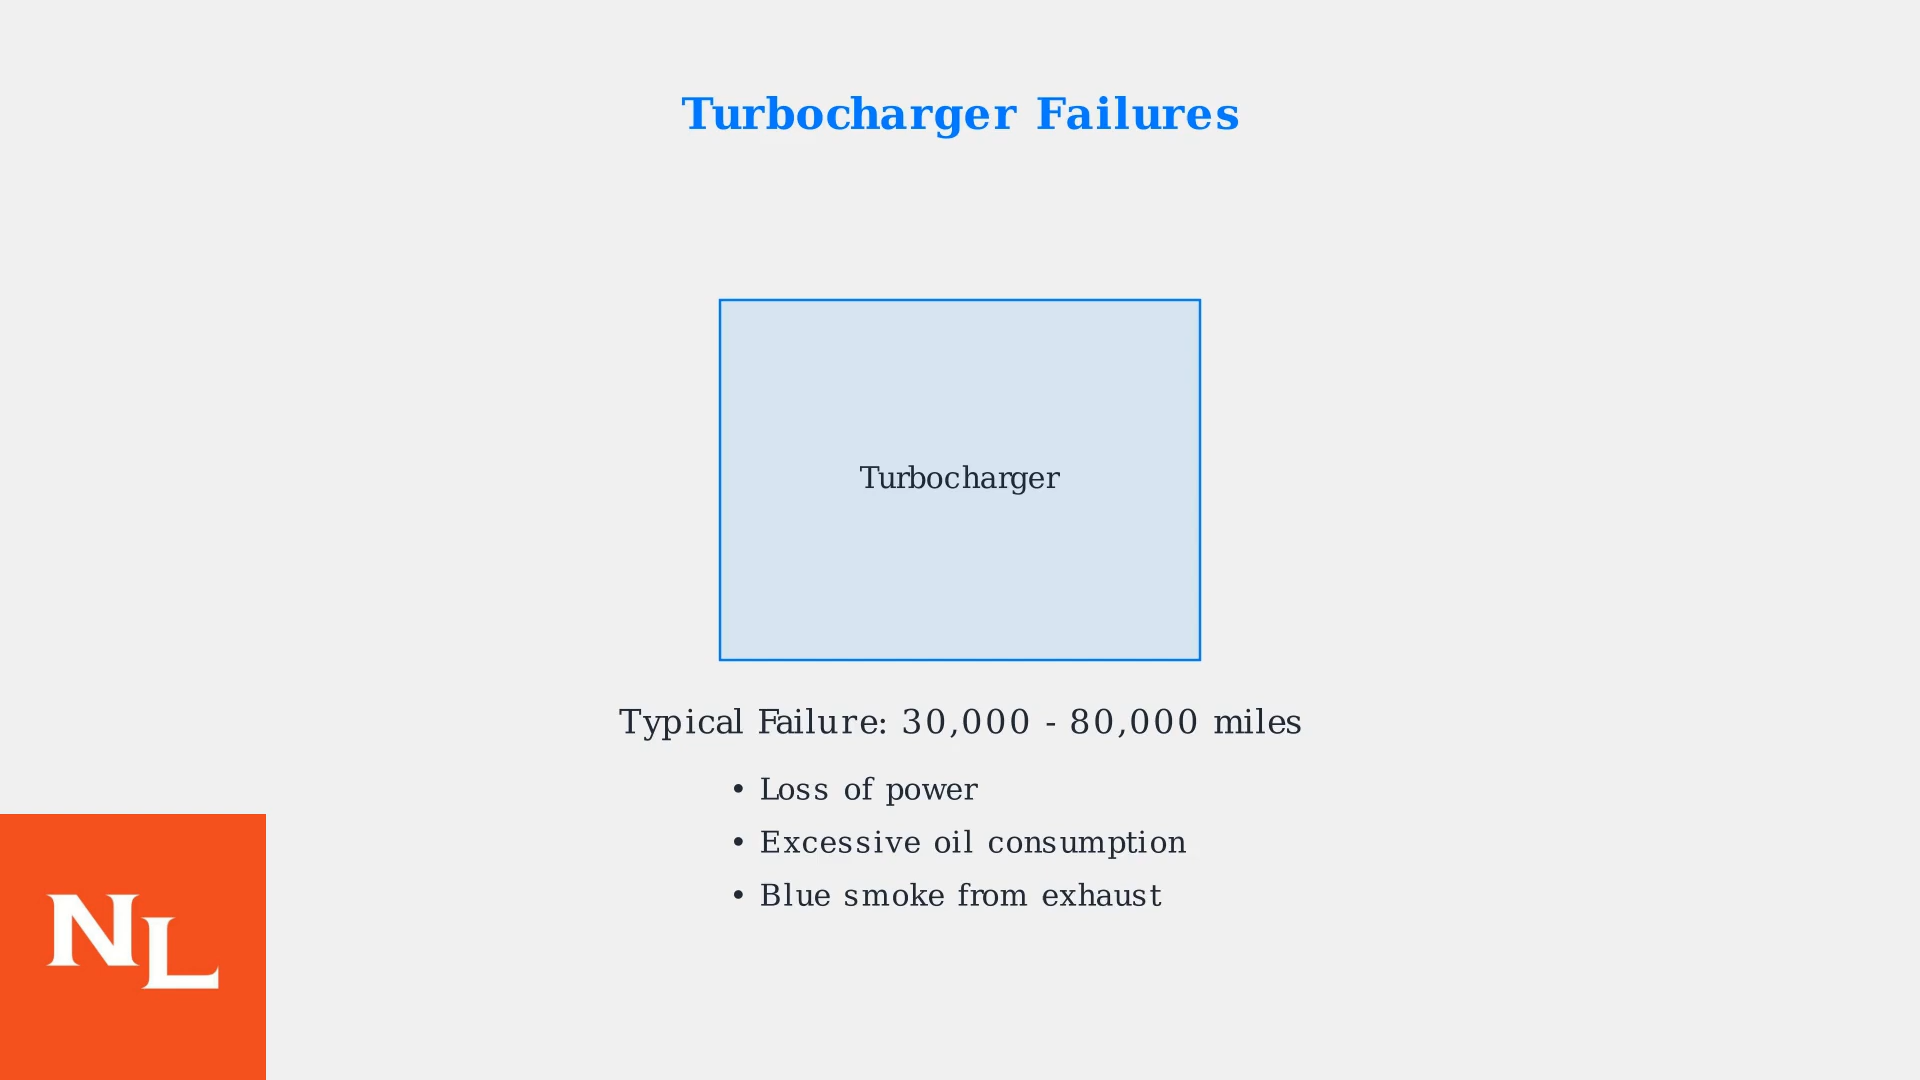 Turbocharger Failures
Turbocharger
Typical Failure: 30,000 - 80,000 miles
• Loss of power
• Excessive oil consumption
• Blue smoke from exhaust
NL